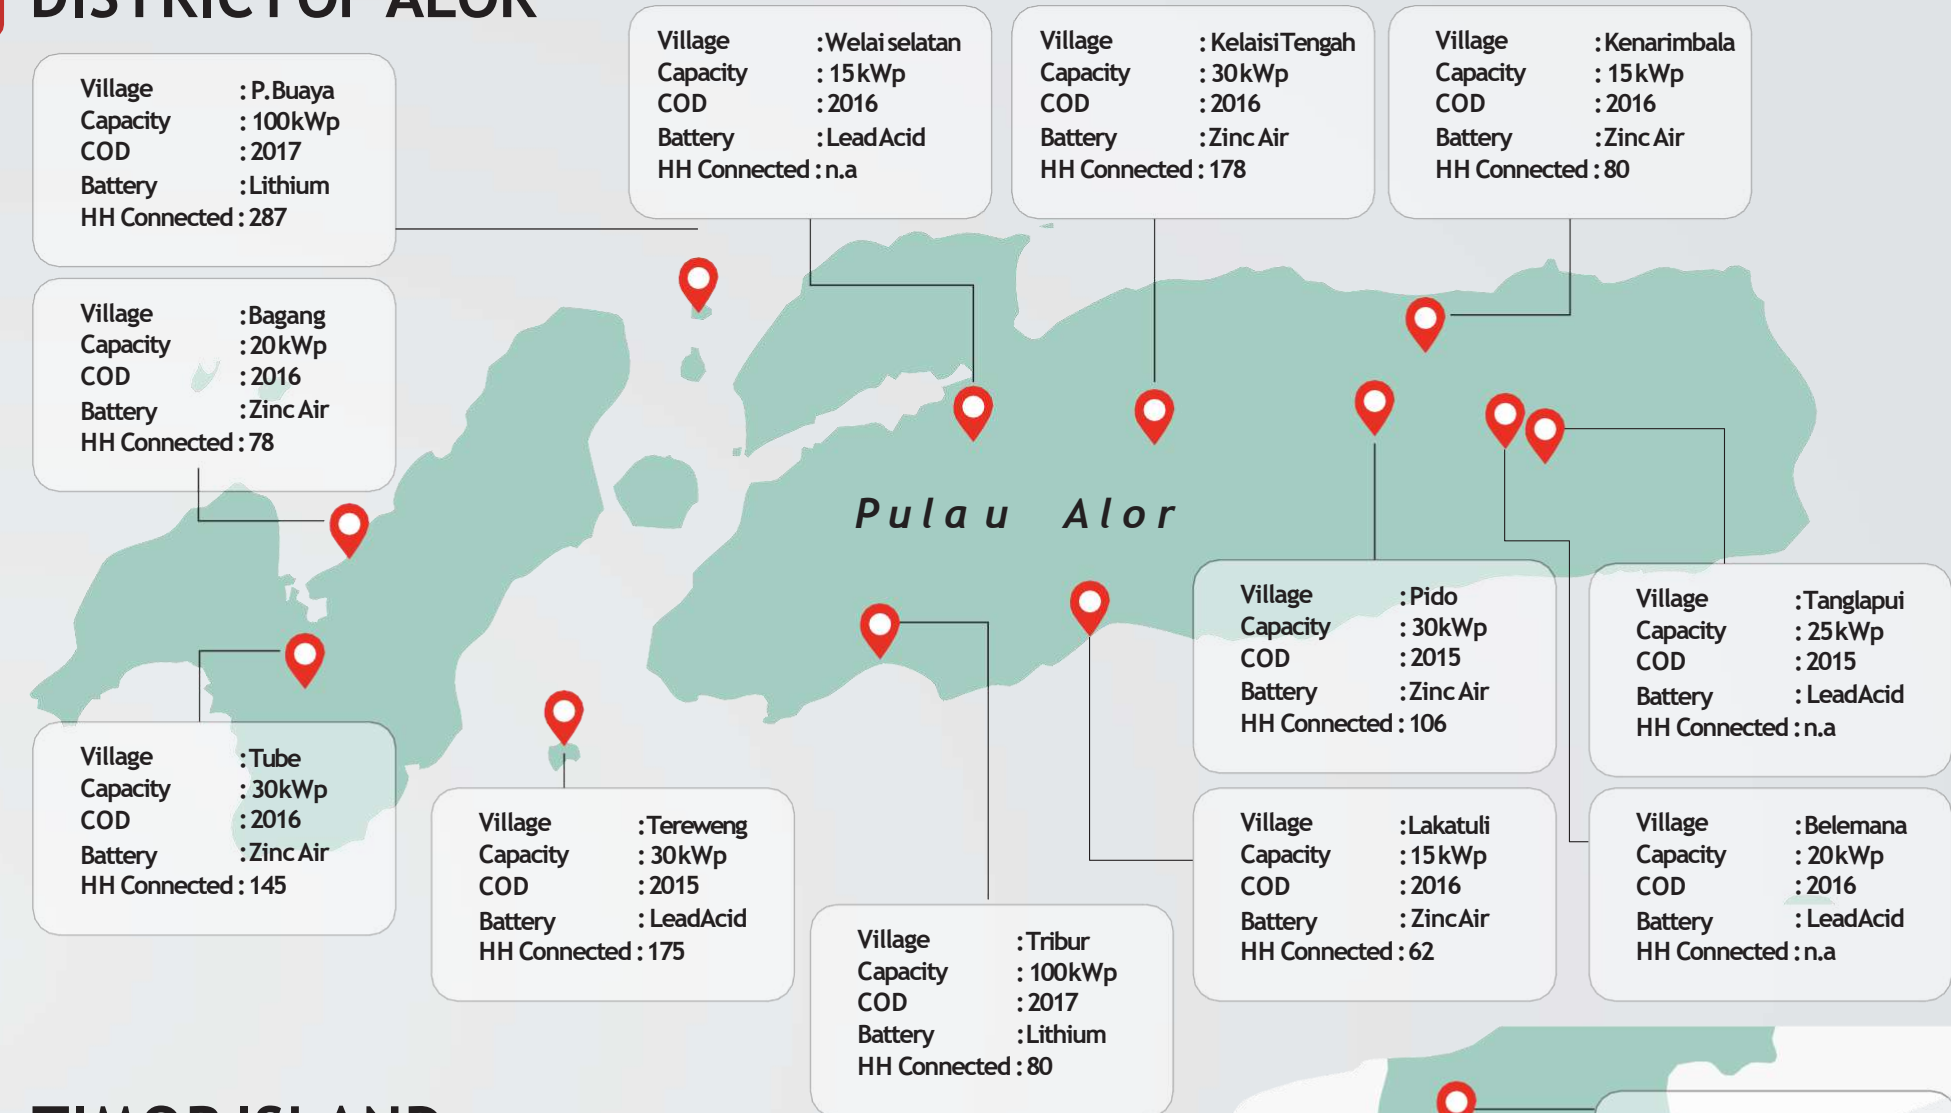 DISTRICT OF ALOR
Village : P.Buaya
Capacity : 100kWp
COD : 2017
Battery : Lithium
HH Connected : 287
Village : Welai selatan
Capacity : 15kWp
COD : 2016
Battery : Lead Acid
HH Connected : n.a
Village : Kelaisi Tengah
Capacity : 30kWp
COD : 2016
Battery : Zinc Air
HH Connected : 178
Village : Kenarimbala
Capacity : 15kWp
COD : 2016
Battery : Zinc Air
HH Connected : 80
Village : Bagang
Capacity : 20kWp
COD : 2016
Battery : Zinc Air
HH Connected : 78
Pulau Alor
Village : Pido
Capacity : 30kWp
COD : 2015
Battery : Zinc Air
HH Connected : 106
Village : Tanglapui
Capacity : 25kWp
COD : 2015
Battery : Lead Acid
HH Connected : n.a
Village : Tube
Capacity : 30kWp
COD : 2016
Battery : Zinc Air
HH Connected : 145
Village : Tereweng
Capacity : 30kWp
COD : 2015
Battery : Lead Acid
HH Connected : 175
Village : Tribur
Capacity : 100kWp
COD : 2017
Battery : Lithium
HH Connected : 80
Village : Lakatuli
Capacity : 15kWp
COD : 2016
Battery : Zinc Air
HH Connected : 62
Village : Belemana
Capacity : 20kWp
COD : 2016
Battery : Lead Acid
HH Connected : n.a
TIMOR ISLAND